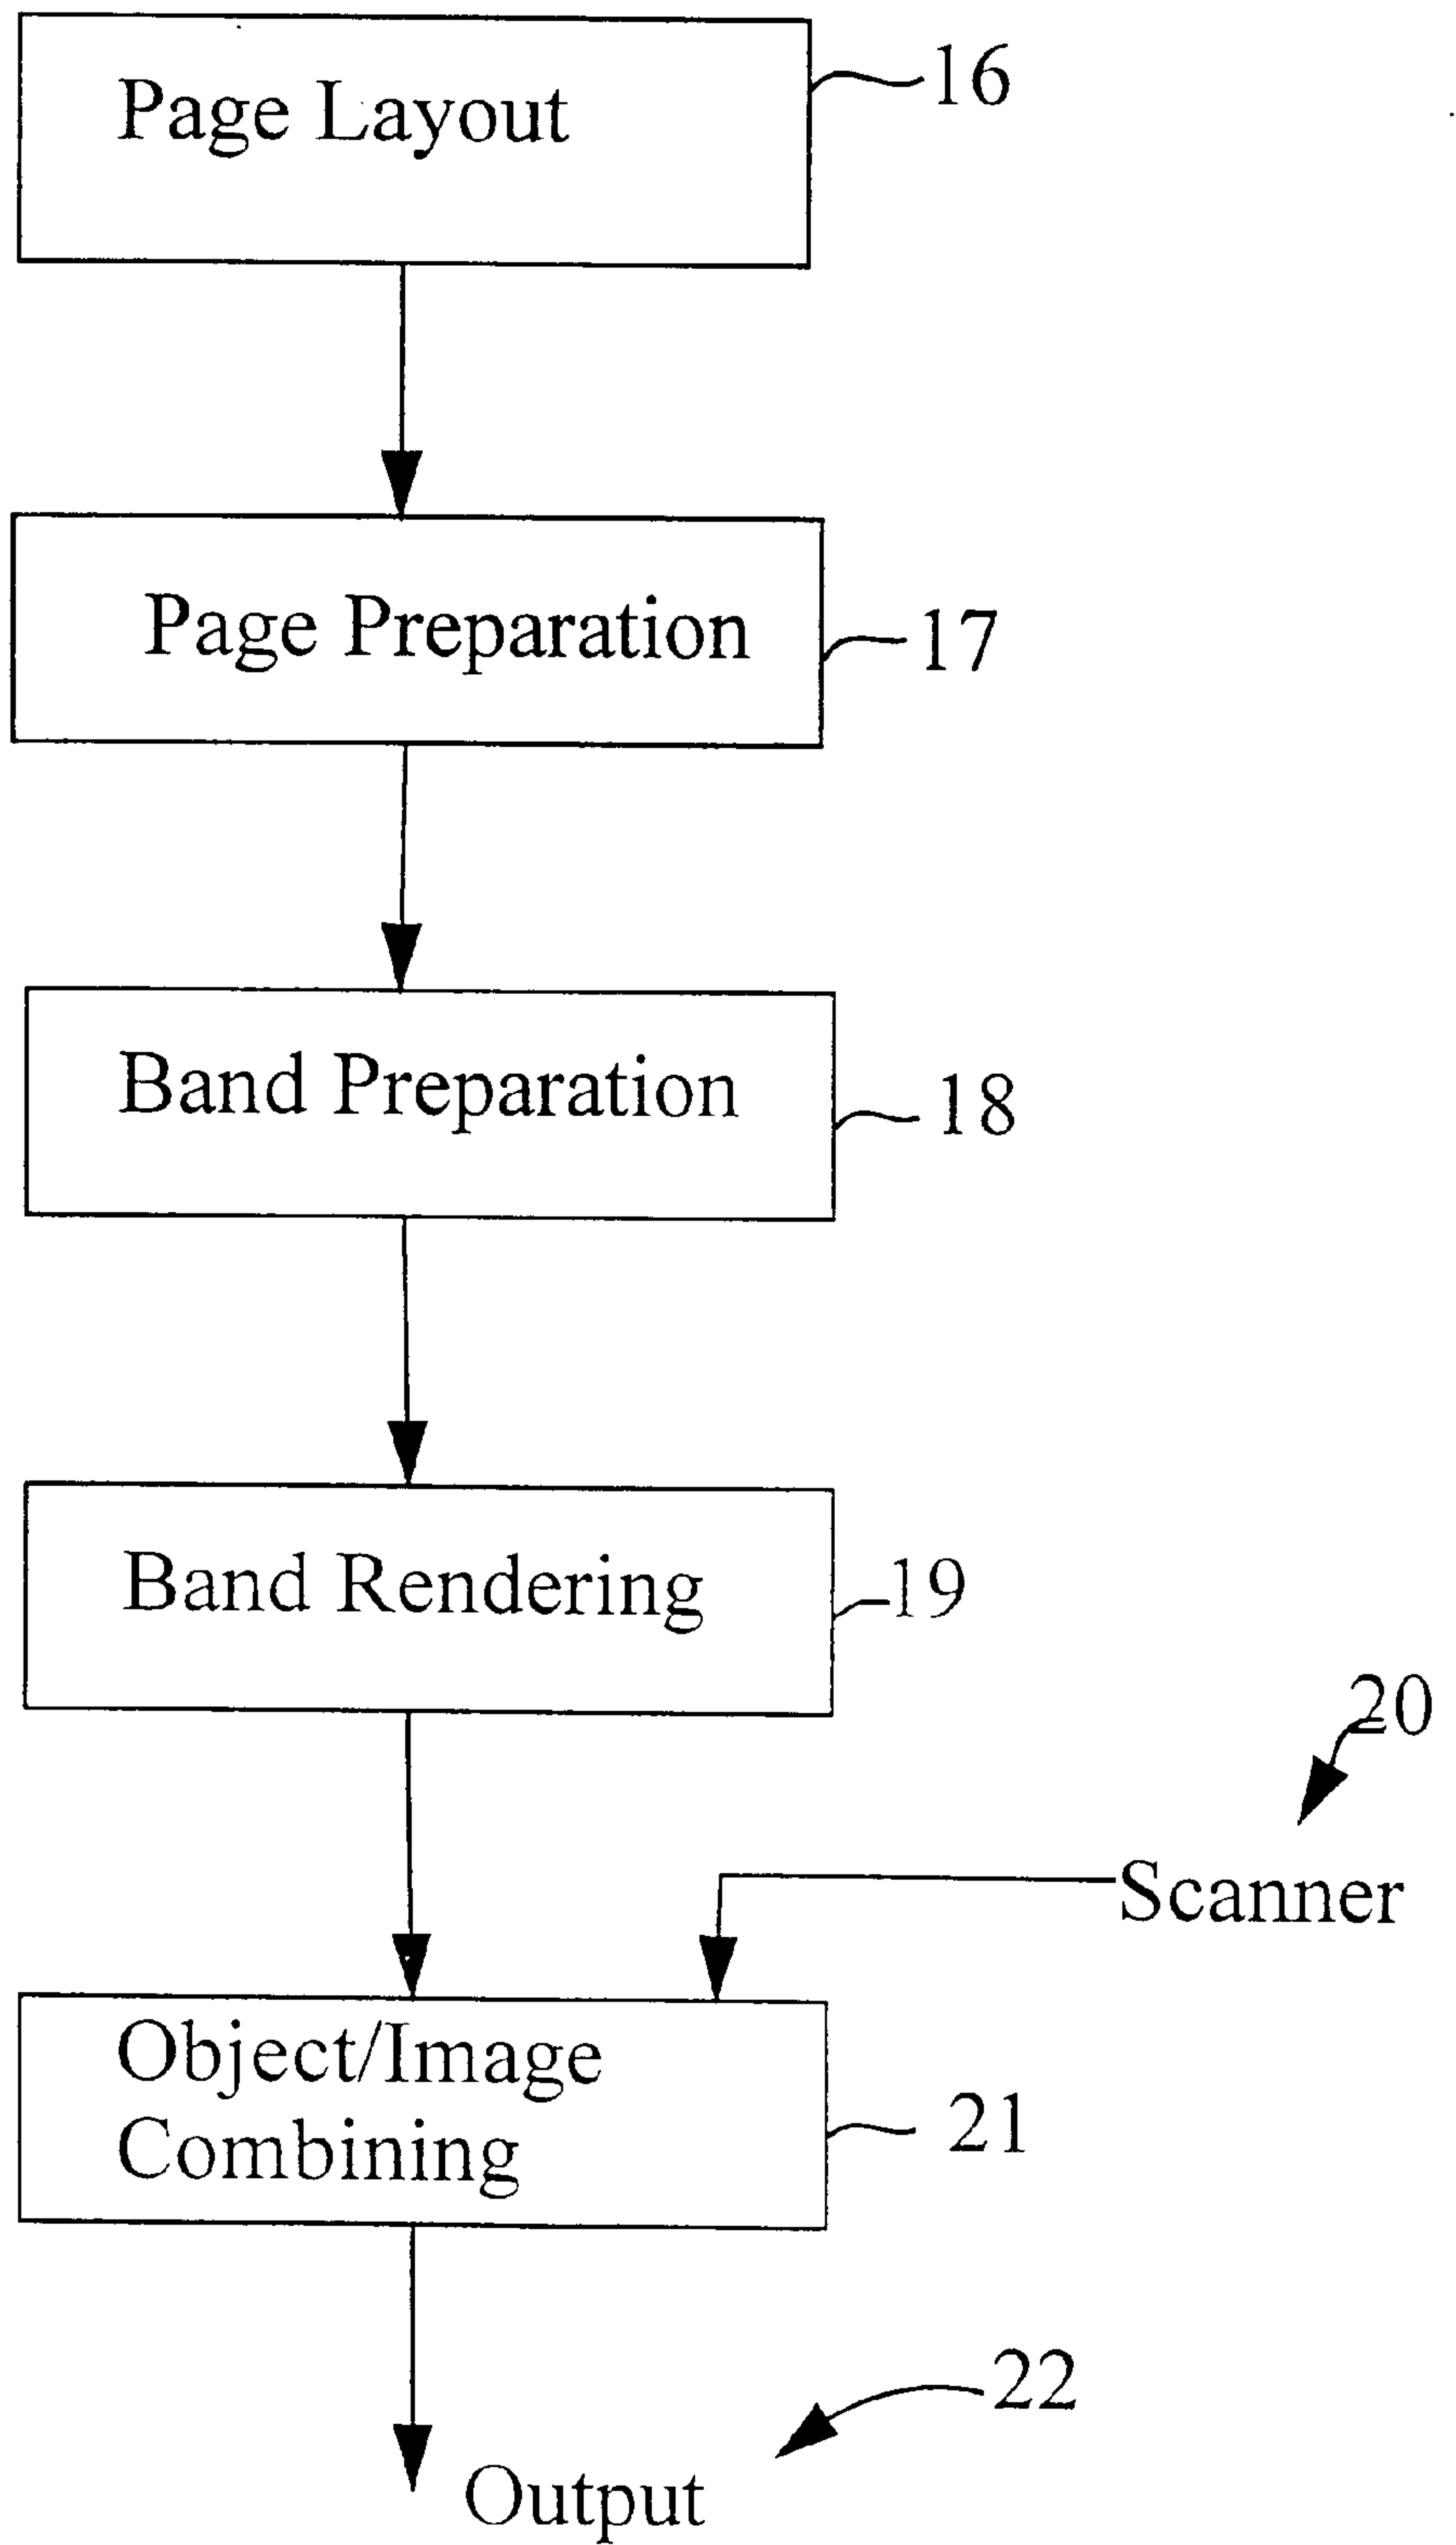 Page Layout
16
Page Preparation
17
Band Preparation
18
Band Rendering
19
20
Scanner
Object/Image
Combining
21
22
Output